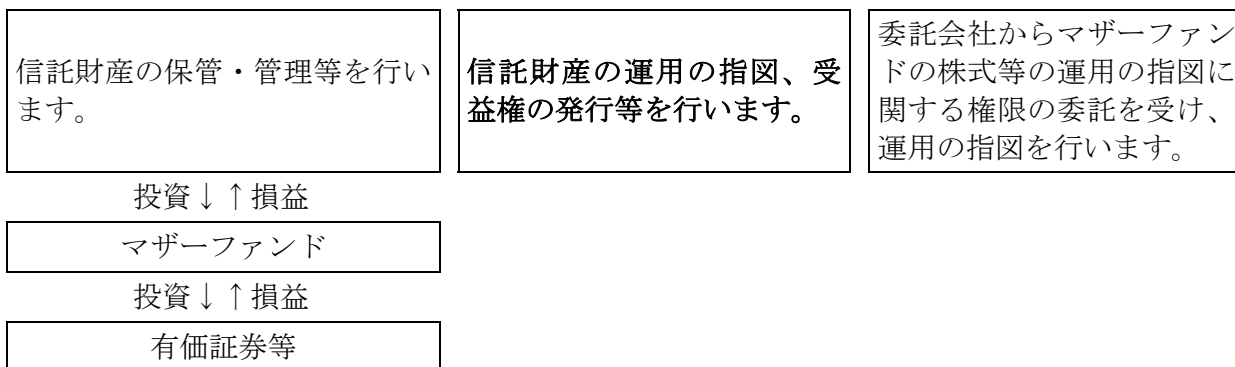 信託財産の保管・管理等を行い
ます。
信託財産の運用の指図、受
益権の発行等を行います。
委託会社からマザーファン
ドの株式等の運用の指図に
関する権限の委託を受け、
運用の指図を行います。
投資↓↑損益
マザーファンド
投資↓↑損益
有価証券等